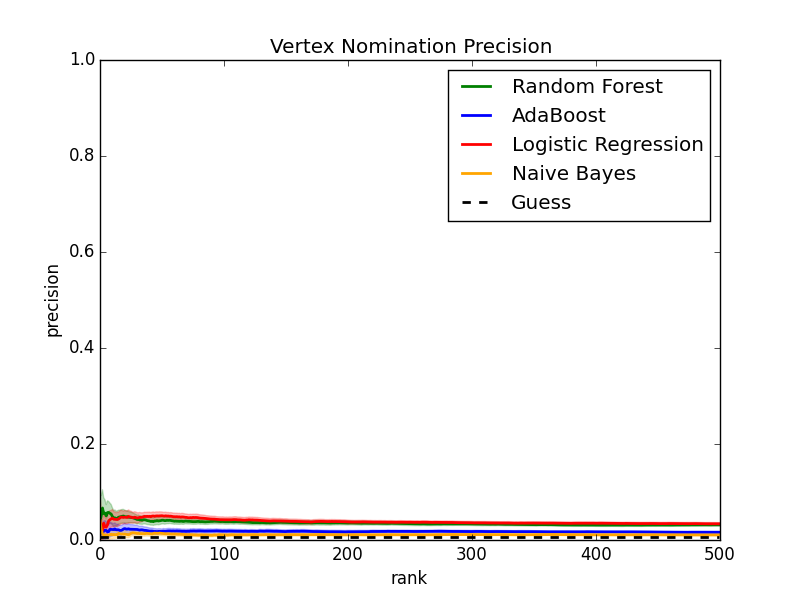 Vertex Nomination Precision
1.0
0.8
0.6
0.4
0.2
0.0
precision
Random Forest
AdaBoost
Logistic Regression
Naive Bayes
Guess
0 100 200 300 400 500
rank